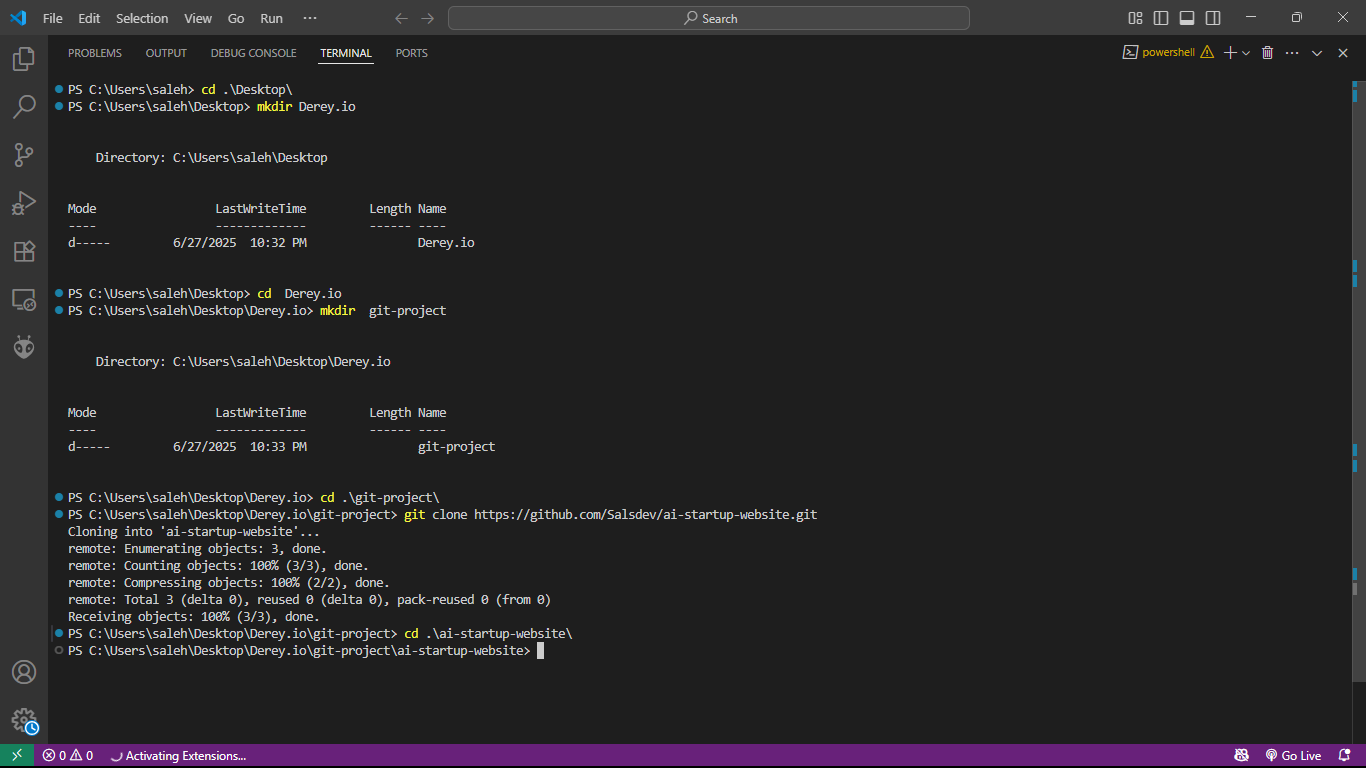 File Edit Selection View Go Run ··· Search
PROBLEMS OUTPUT DEBUG CONSOLE TERMINAL PORTS powershell
PS C:\Users\saleh> cd .\Desktop\
PS C:\Users\saleh\Desktop> mkdir Derey.io
Directory: C:\Users\saleh\Desktop
Mode LastWriteTime Length Name
---- ------------- ------ ----
d----- 6/27/2025 10:32 PM Derey.io
PS C:\Users\saleh\Desktop> cd  Derey.io
PS C:\Users\saleh\Desktop\Derey.io> mkdir  git-project
Directory: C:\Users\saleh\Desktop\Derey.io
Mode LastWriteTime Length Name
---- ------------- ------ ----
d----- 6/27/2025 10:33 PM git-project
PS C:\Users\saleh\Desktop\Derey.io> cd .\git-project\
PS C:\Users\saleh\Desktop\Derey.io\git-project> git clone https://github.com/Salsdev/ai-startup-website.git
Cloning into 'ai-startup-website'...
remote: Enumerating objects: 3, done.
remote: Counting objects: 100% (3/3), done.
remote: Compressing objects: 100% (2/2), done.
remote: Total 3 (delta 0), reused 0 (delta 0), pack-reused 0 (from 0)
Receiving objects: 100% (3/3), done.
PS C:\Users\saleh\Desktop\Derey.io\git-project> cd .\ai-startup-website\
PS C:\Users\saleh\Desktop\Derey.io\git-project\ai-startup-website>
0 0 Activating Extensions... Go Live